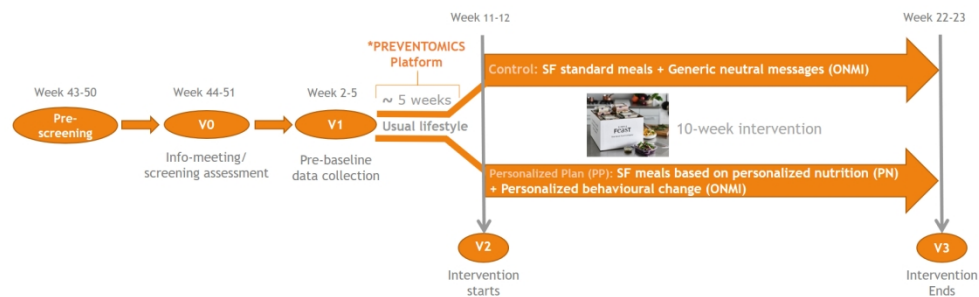 Week 11-12
Week 22-23
*PREVENTOMICS
Platform
Control: SF standard meals + Generic neutral messages (ONMI)
Week 43-50
Week 44-51
Week 2-5
~ 5 weeks
Pre-
screening
V0
V1
Usual lifestyle
10-week intervention
Info-meeting/
screening assessment
Pre-baseline
data collection
Personalized Plan (PP): SF meals based on personalized nutrition (PN)
+ Personalized behavioural change (ONMI)
V2
V3
Intervention
starts
Intervention
Ends